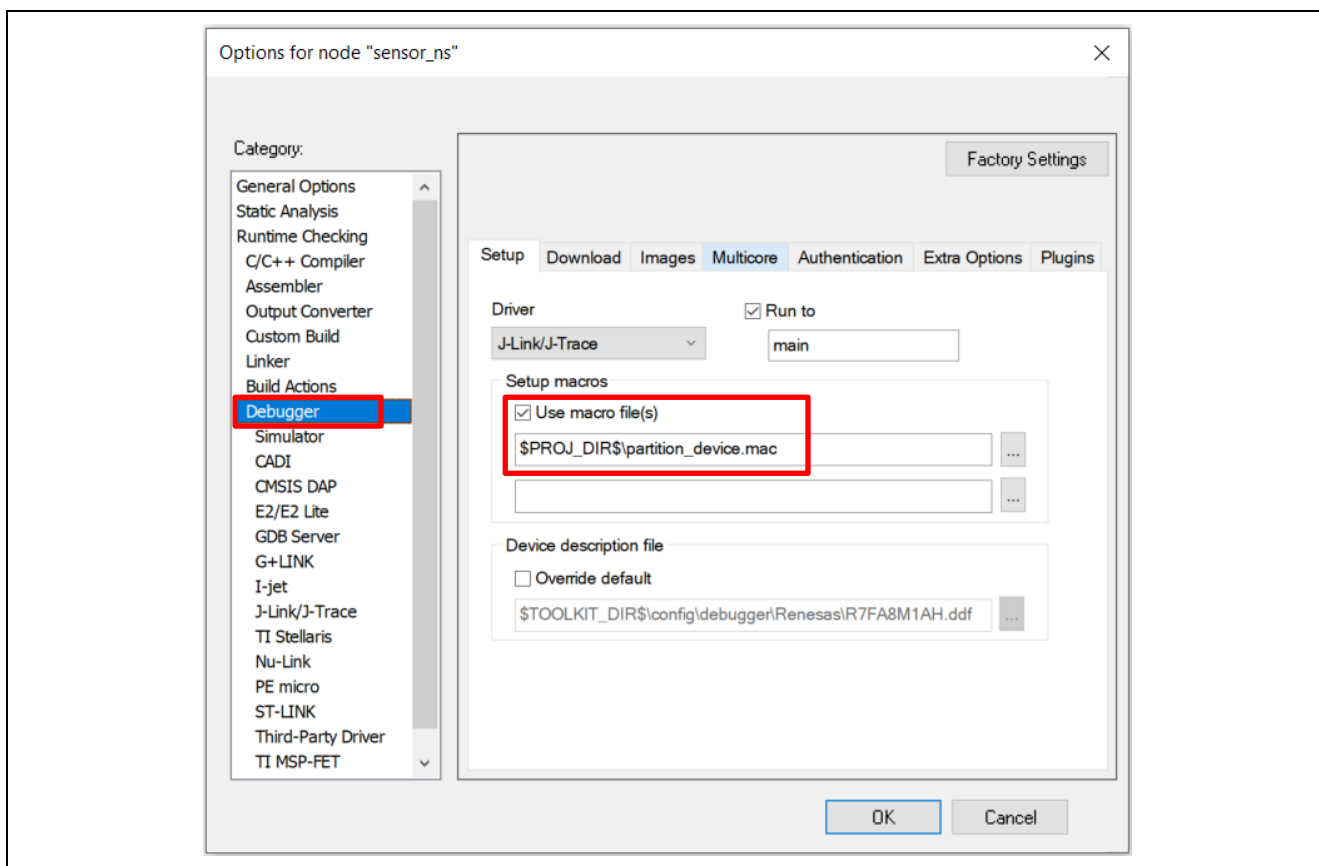 Options for node "sensor_ns"
Category:
General Options
Static Analysis
Runtime Checking
C/C++ Compiler
Assembler
Output Converter
Custom Build
Linker
Build Actions
Debugger
Simulator
CADI
CMSIS DAP
E2/E2 Lite
GDB Server
G+LINK
I-jet
J-Link/J-Trace
TI Stellaris
Nu-Link
PE micro
ST-LINK
Third-Party Driver
TI MSP-FET
Factory Settings
Setup Download Images Multicore Authentication Extra Options Plugins
Driver
Run to
J-Link/J-Trace
main
Setup macros
Use macro file(s)
$PROJ_DIR$\partition_device.mac
...
...
Device description file
Override default
$TOOLKIT_DIR$\config\debugger\Renesas\R7FA8M1AH.ddf
...
OK Cancel